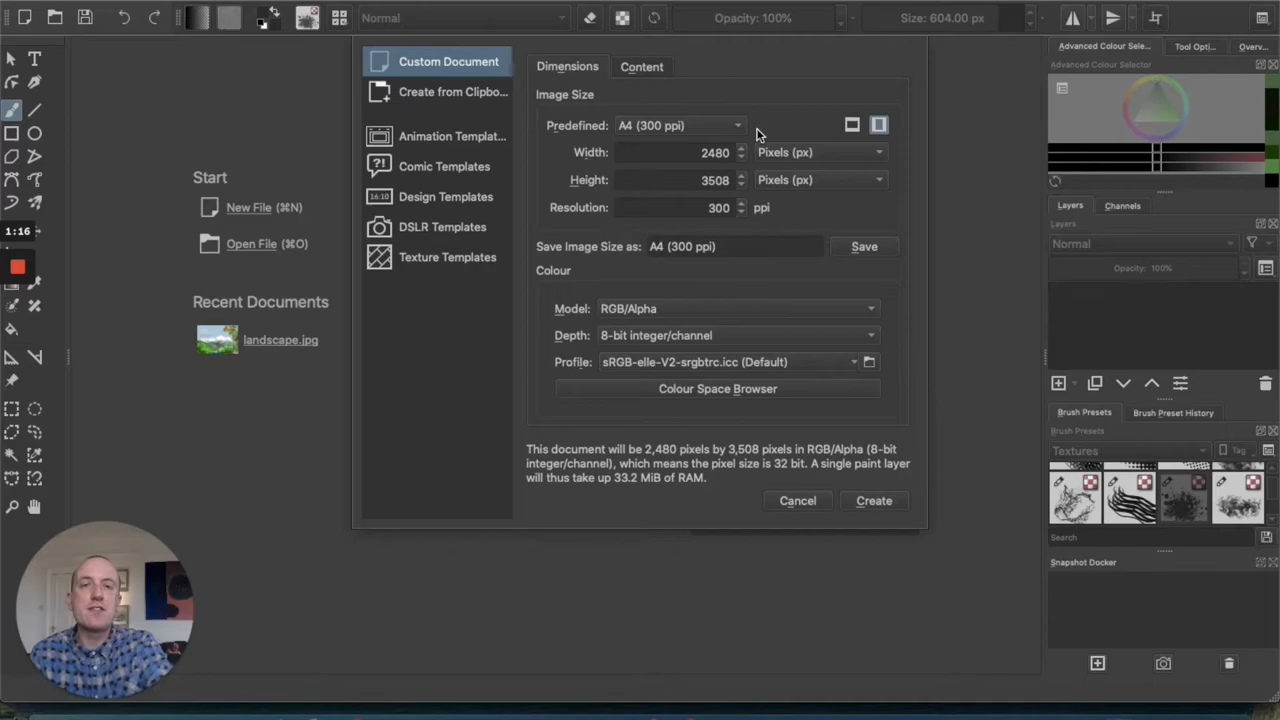 Normal
Opacity: 100%
Size: 604.00 px
Custom Document
Create from Clipbo...
Animation Templat...
Comic Templates
16:10
Design Templates
DSLR Templates
Texture Templates
Dimensions
Content
Image Size
Predefined:
A4 (300 ppi)
Width:
2480
Pixels (px)
Height:
3508
Pixels (px)
Resolution:
300
ppi
Save Image Size as:
A4 (300 ppi)
Save
Colour
Model:
RGB/Alpha
Depth:
8-bit integer/channel
Profile:
sRGB-elle-V2-srgbtrc.icc (Default)
Colour Space Browser
This document will be 2,480 pixels by 3,508 pixels in RGB/Alpha (8-bit
integer/channel), which means the pixel size is 32 bit. A single paint layer
will thus take up 33.2 MiB of RAM.
Cancel
Create
Start
New File (⌘N)
Open File (⌘O)
Recent Documents
landscape.jpg
1:16
Advanced Colour Sele...
Tool Opti...
Overv...
Advanced Colour Selector
Layers
Channels
Layers
Normal
Opacity: 100%
Brush Presets
Brush Preset History
Brush Presets
Textures
Tag
Search
Snapshot Docker